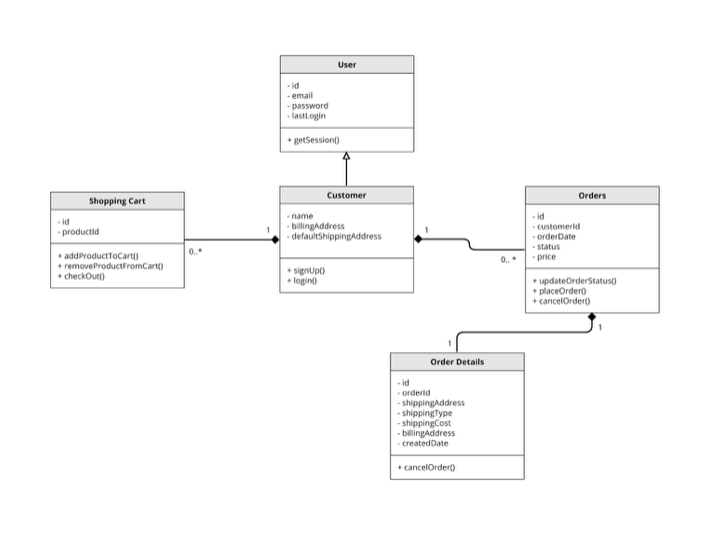 User
- id
- email
- password
- lastLogin
+ getSession()
Shopping Cart
- id
- productId
+ addProductToCart()
+ removeProductFromCart()
+ checkOut()
0..*
1
Customer
- name
- billingAddress
- defaultShippingAddress
+ signUp()
+ login()
1
0.. *
Orders
- id
- customerId
- orderDate
- status
- price
+ updateOrderStatus()
+ placeOrder()
+ cancelOrder()
1
1
Order Details
- id
- orderId
- shippingAddress
- shippingType
- shippingCost
- billingAddress
- createdDate
+ cancelOrder()